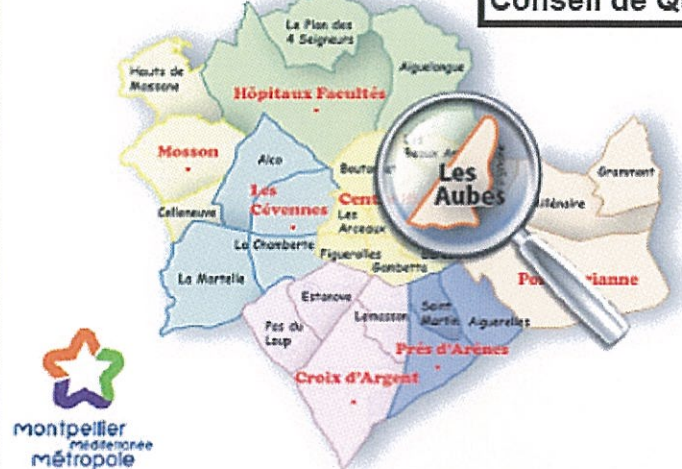 Conseil de Q
Le Plan des
4 Seigneurs
Hauts de
Massane
Aiguelongue
Hôpitaux Facultés
Mosson
Alco
Les
Cévennes
Celleneuve
La Chamberte
La Martelle
Cent
Les
Arceaux
Figuerolles
Gambetta
Les
Aubes
Grammont
Estanove
Pas du
Loup
Lemasson
Saint
Martin
Aiguerelles
Prés d'Arènes
Croix d'Argent
montpellier
méditerranée
métropole